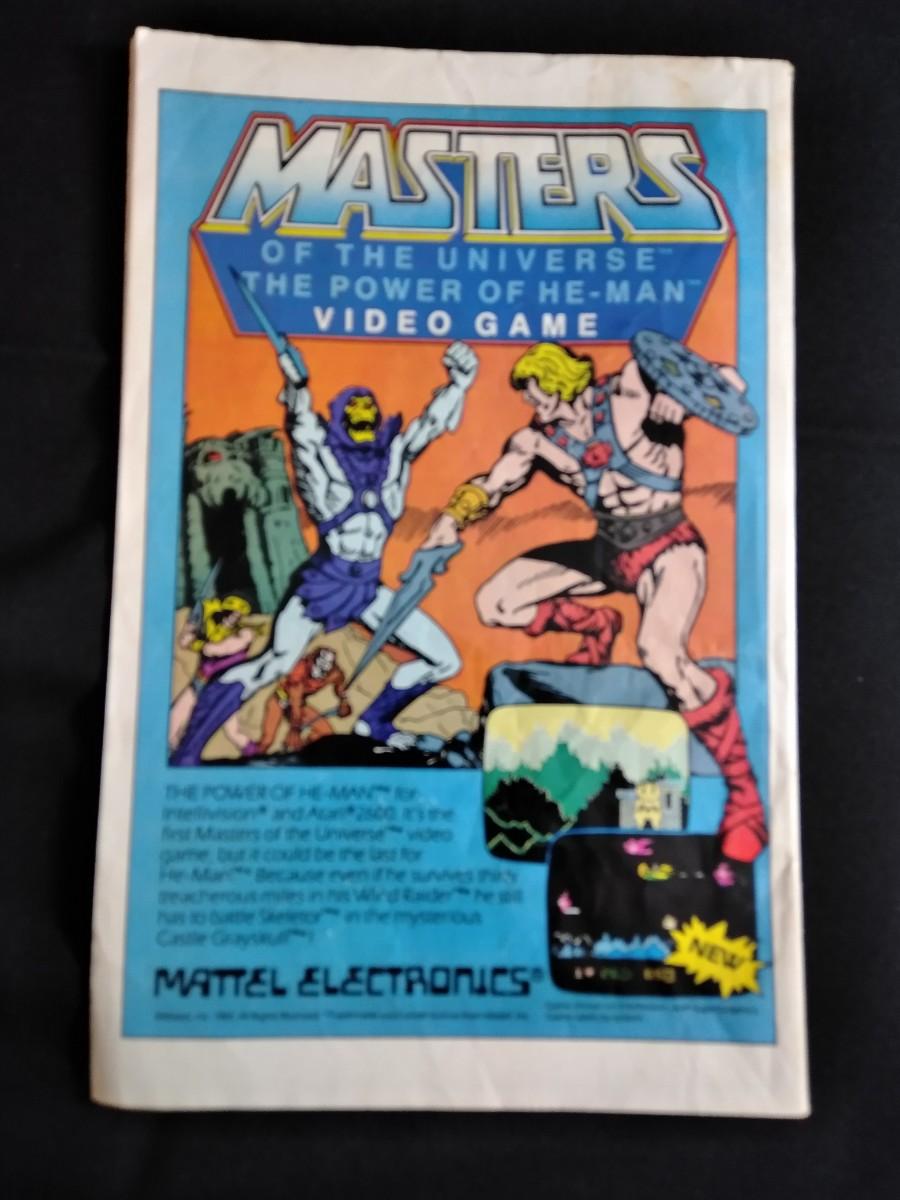 MASTERS
OF THE UNIVERSE™
THE POWER OF HE-MAN™
VIDEO GAME
THE POWER OF HE-MAN™ for
Intellivision® and Atari® 2600. It's the
first Masters of the Universe™ video
game, but it could be the last for
He-Man!™ Because even if he survives thirty
treacherous miles in his Wind Raider™ he still
has to battle Skeletor™ in the mysterious
Castle Grayskull™!
NEW
MATTEL ELECTRONICS®